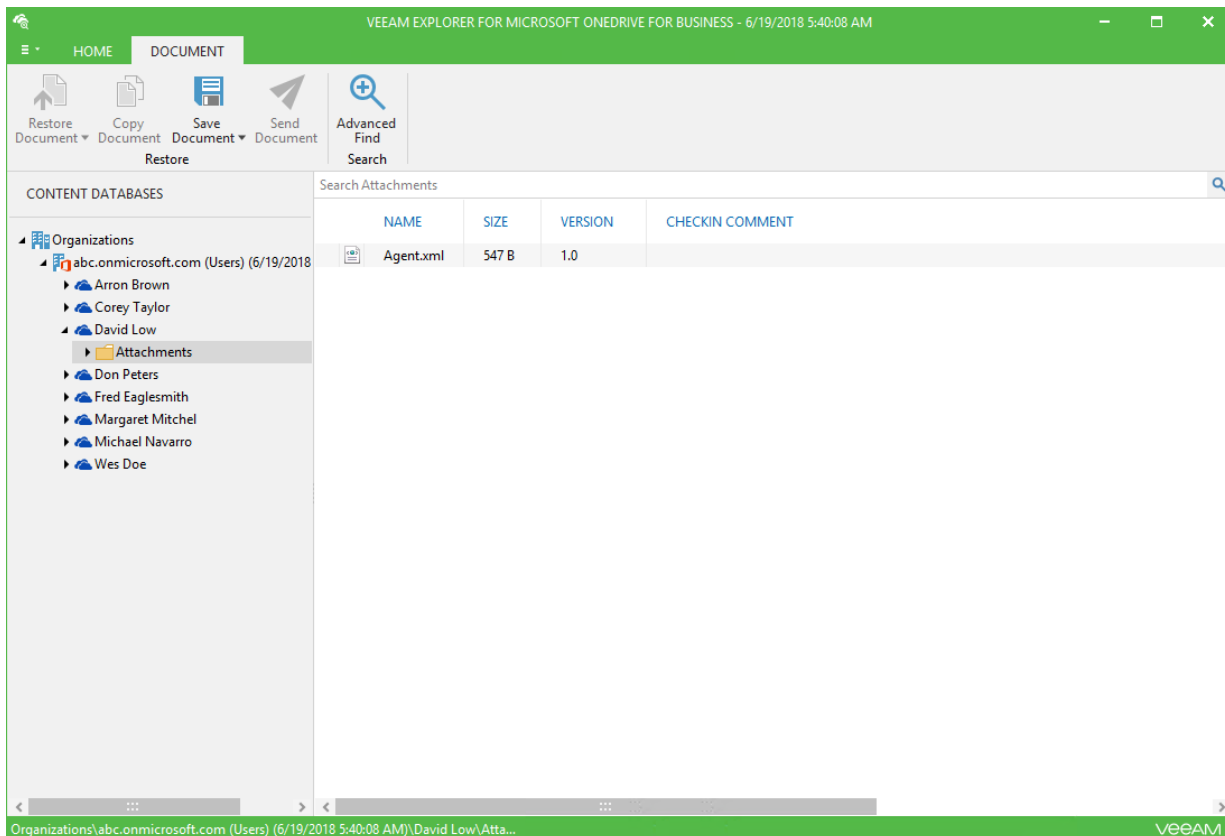 VEEAM EXPLORER FOR MICROSOFT ONEDRIVE FOR BUSINESS - 6/19/2018 5:40:08 AM
HOME DOCUMENT
Restore Document Copy Document Save Document Send Document Advanced Find
Restore Search
CONTENT DATABASES
Search Attachments
NAME SIZE VERSION CHECKIN COMMENT
Agent.xml 547 B 1.0
Organizations
abc.onmicrosoft.com (Users) (6/19/2018
Arron Brown
Corey Taylor
David Low
Attachments
Don Peters
Fred Eaglesmith
Margaret Mitchel
Michael Navarro
Wes Doe
Organizations\abc.onmicrosoft.com (Users) (6/19/2018 5:40:08 AM)\David Low\Atta...
veeAM